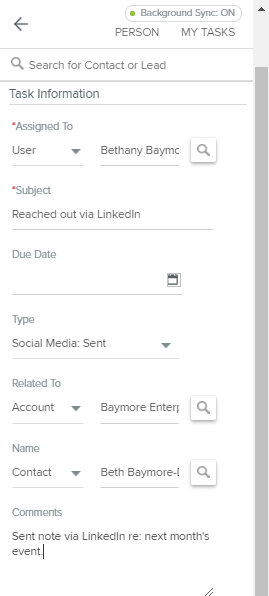 Background Sync: ON
PERSON MY TASKS
Search for Contact or Lead
Task Information
*Assigned To
User Bethany Baymo
*Subject
Reached out via LinkedIn
Due Date
Type
Social Media: Sent
Related To
Account Baymore Enterp
Name
Contact Beth Baymore-
Comments
Sent note via LinkedIn re: next month's
event.